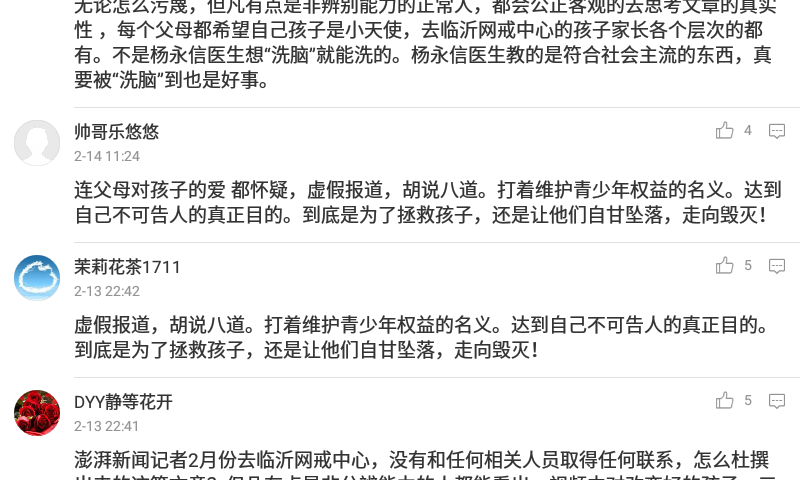 无论怎么污蔑，但凡有点是非辨别能力的正常人，都会公正客观的去思考文章的真实
性 ，每个父母都希望自己孩子是小天使，去临沂网戒中心的孩子家长各个层次的都
有。不是杨永信医生想“洗脑”就能洗的。杨永信医生教的是符合社会主流的东西，真
要被“洗脑”到也是好事。
帅哥乐悠悠
4
2-14 11:24
连父母对孩子的爱 都怀疑，虚假报道，胡说八道。打着维护青少年权益的名义。达到
自己不可告人的真正目的。到底是为了拯救孩子，还是让他们自甘坠落，走向毁灭！
茉莉花茶1711
5
2-13 22:42
虚假报道，胡说八道。打着维护青少年权益的名义。达到自己不可告人的真正目的。
到底是为了拯救孩子，还是让他们自甘坠落，走向毁灭！
DYY静等花开
5
2-13 22:41
澎湃新闻记者2月份去临沂网戒中心，没有和任何相关人员取得任何联系，怎么杜撰